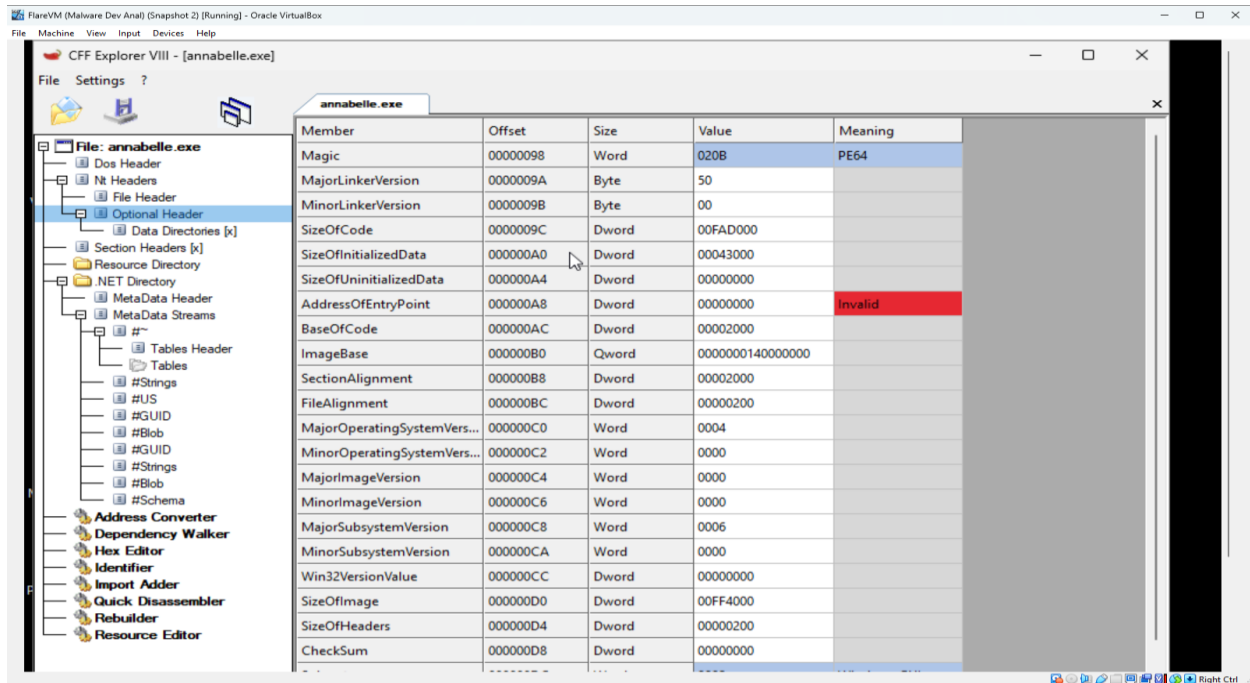 FlareVM (Malware Dev Anal) (Snapshot 2) [Running] - Oracle VirtualBox
File Machine View Input Devices Help
CFF Explorer VIII - [annabelle.exe]
File Settings ?
annabelle.exe
File: annabelle.exe
Dos Header
Nt Headers
File Header
Optional Header
Data Directories [x]
Section Headers [x]
Resource Directory
.NET Directory
MetaData Header
MetaData Streams
#~
Tables Header
Tables
#Strings
#US
#GUID
#Blob
#GUID
#Strings
#Blob
#Schema
Address Converter
Dependency Walker
Hex Editor
Identifier
Import Adder
Quick Disassembler
Rebuilder
Resource Editor
Member Offset Size Value Meaning
Magic 00000098 Word 020B PE64
MajorLinkerVersion 0000009A Byte 50
MinorLinkerVersion 0000009B Byte 00
SizeOfCode 0000009C Dword 00FAD000
SizeOfInitializedData 000000A0 Dword 00043000
SizeOfUninitializedData 000000A4 Dword 00000000
AddressOfEntryPoint 000000A8 Dword 00000000 Invalid
BaseOfCode 000000AC Dword 00002000
ImageBase 000000B0 Qword 0000000140000000
SectionAlignment 000000B8 Dword 00002000
FileAlignment 000000BC Dword 00000200
MajorOperatingSystemVers... 000000C0 Word 0004
MinorOperatingSystemVers... 000000C2 Word 0000
MajorImageVersion 000000C4 Word 0000
MinorImageVersion 000000C6 Word 0000
MajorSubsystemVersion 000000C8 Word 0006
MinorSubsystemVersion 000000CA Word 0000
Win32VersionValue 000000CC Dword 00000000
SizeOfImage 000000D0 Dword 00FF4000
SizeOfHeaders 000000D4 Dword 00000200
CheckSum 000000D8 Dword 00000000
Right Ctrl